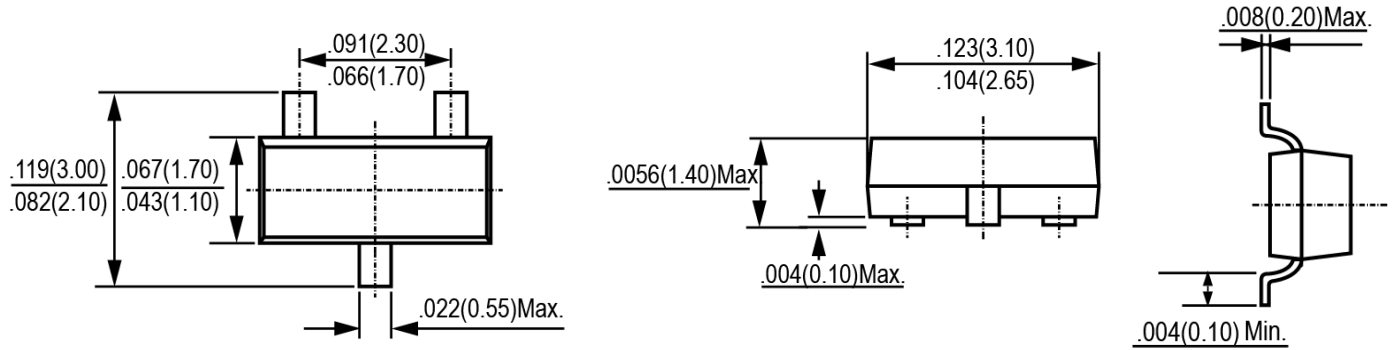 .091(2.30)
.066(1.70)
.119(3.00)
.082(2.10)
.067(1.70)
.043(1.10)
.022(0.55)Max.
.123(3.10)
.104(2.65)
.0056(1.40)Max
.004(0.10)Max.
.008(0.20)Max.
.004(0.10) Min.